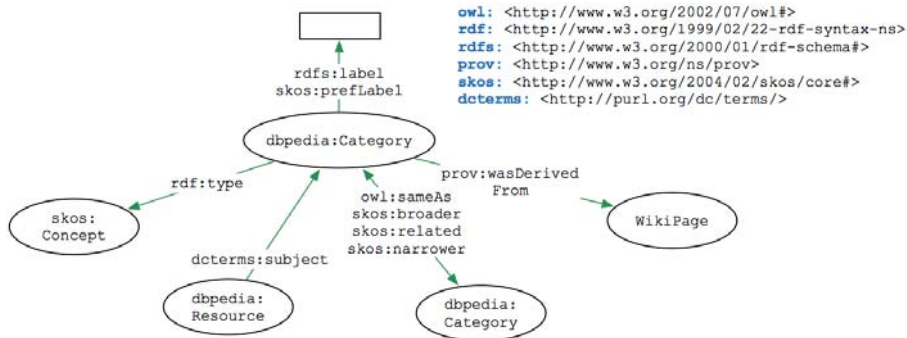 owl: <http://www.w3.org/2002/07/owl#>
rdf: <http://www.w3.org/1999/02/22-rdf-syntax-ns>
rdfs: <http://www.w3.org/2000/01/rdf-schema#>
prov: <http://www.w3.org/ns/prov>
skos: <http://www.w3.org/2004/02/skos/core#>
dcterms: <http://purl.org/dc/terms/>
rdfs:label
skos:prefLabel
dbpedia:Category
rdf:type
prov:wasDerived
From
owl:sameAs
skos:broader
skos:related
skos:narrower
skos:
Concept
WikiPage
dcterms:subject
dbpedia:
Resource
dbpedia:
Category